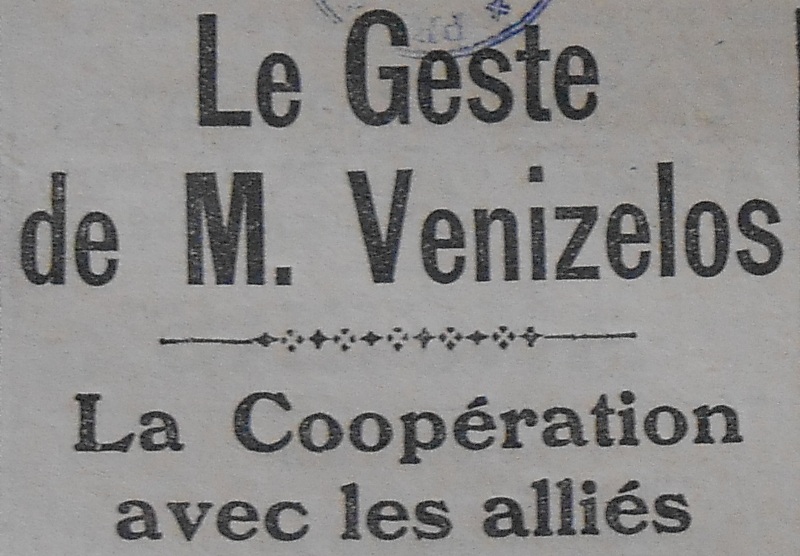 Le Geste
de M. Venizelos
La Coopération
avec les alliés